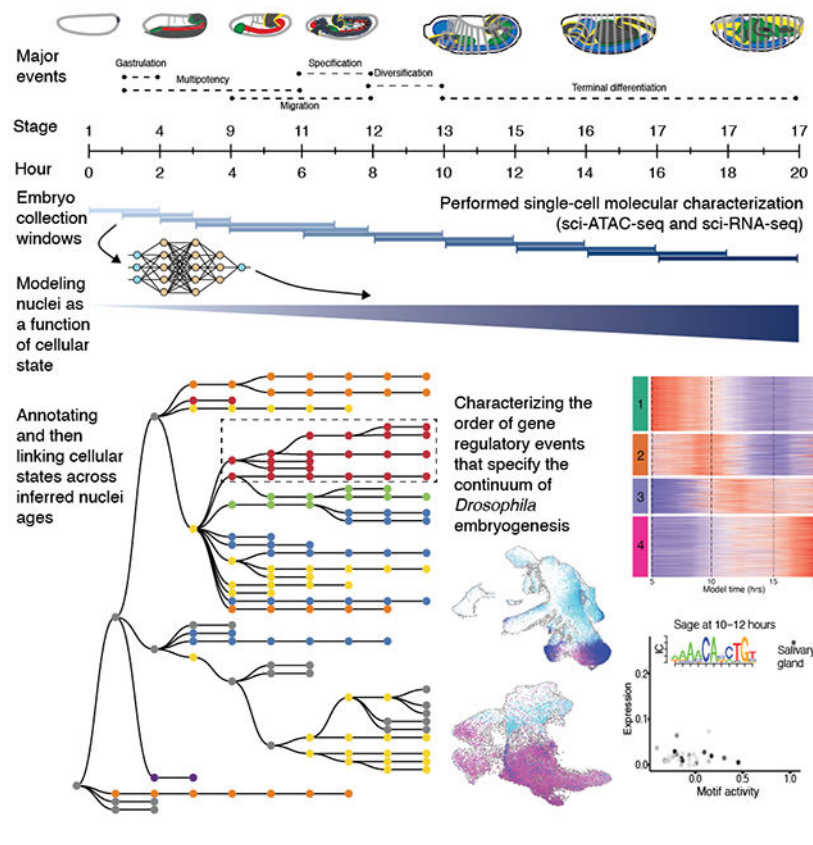 Major
events
Gastrulation
Multipotency
Specification
Diversification
Migration
Terminal differentiation
Stage
1 4 9 11 12 13 15 16 17 17 17
Hour
0 2 4 6 8 10 12 14 16 18 20
Embryo
collection
windows
Performed single-cell molecular characterization
(sci-ATAC-seq and sci-RNA-seq)
Modeling
nuclei as
a function
of cellular
state
Annotating
and then
linking cellular
states across
inferred nuclei
ages
Characterizing the
order of gene
regulatory events
that specify the
continuum of
Drosophila
embryogenesis
1
2
3
4
5 10 15
Model time (hrs)
Sage at 10–12 hours
IC
CA
CTG
Salivary
gland
Expression
0.2
0.1
0.0
0.0 0.5 1.0
Motif activity